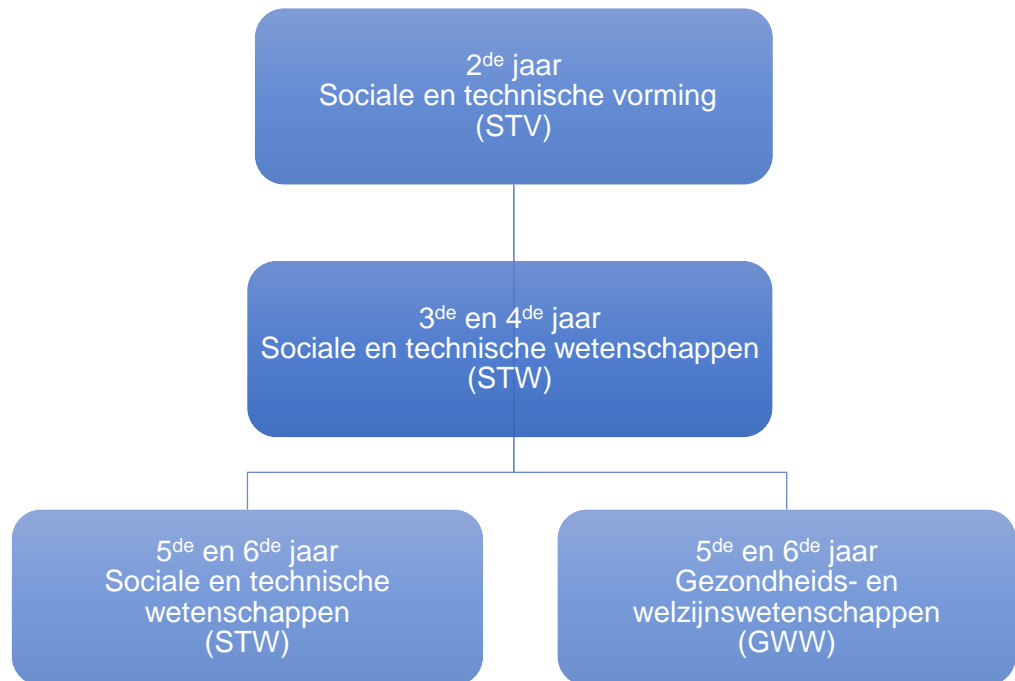 2de jaar
Sociale en technische vorming
(STV)
3de en 4de jaar
Sociale en technische wetenschappen
(STW)
5de en 6de jaar
Sociale en technische
wetenschappen
(STW)
5de en 6de jaar
Gezondheids- en
welzijnswetenschappen
(GWW)